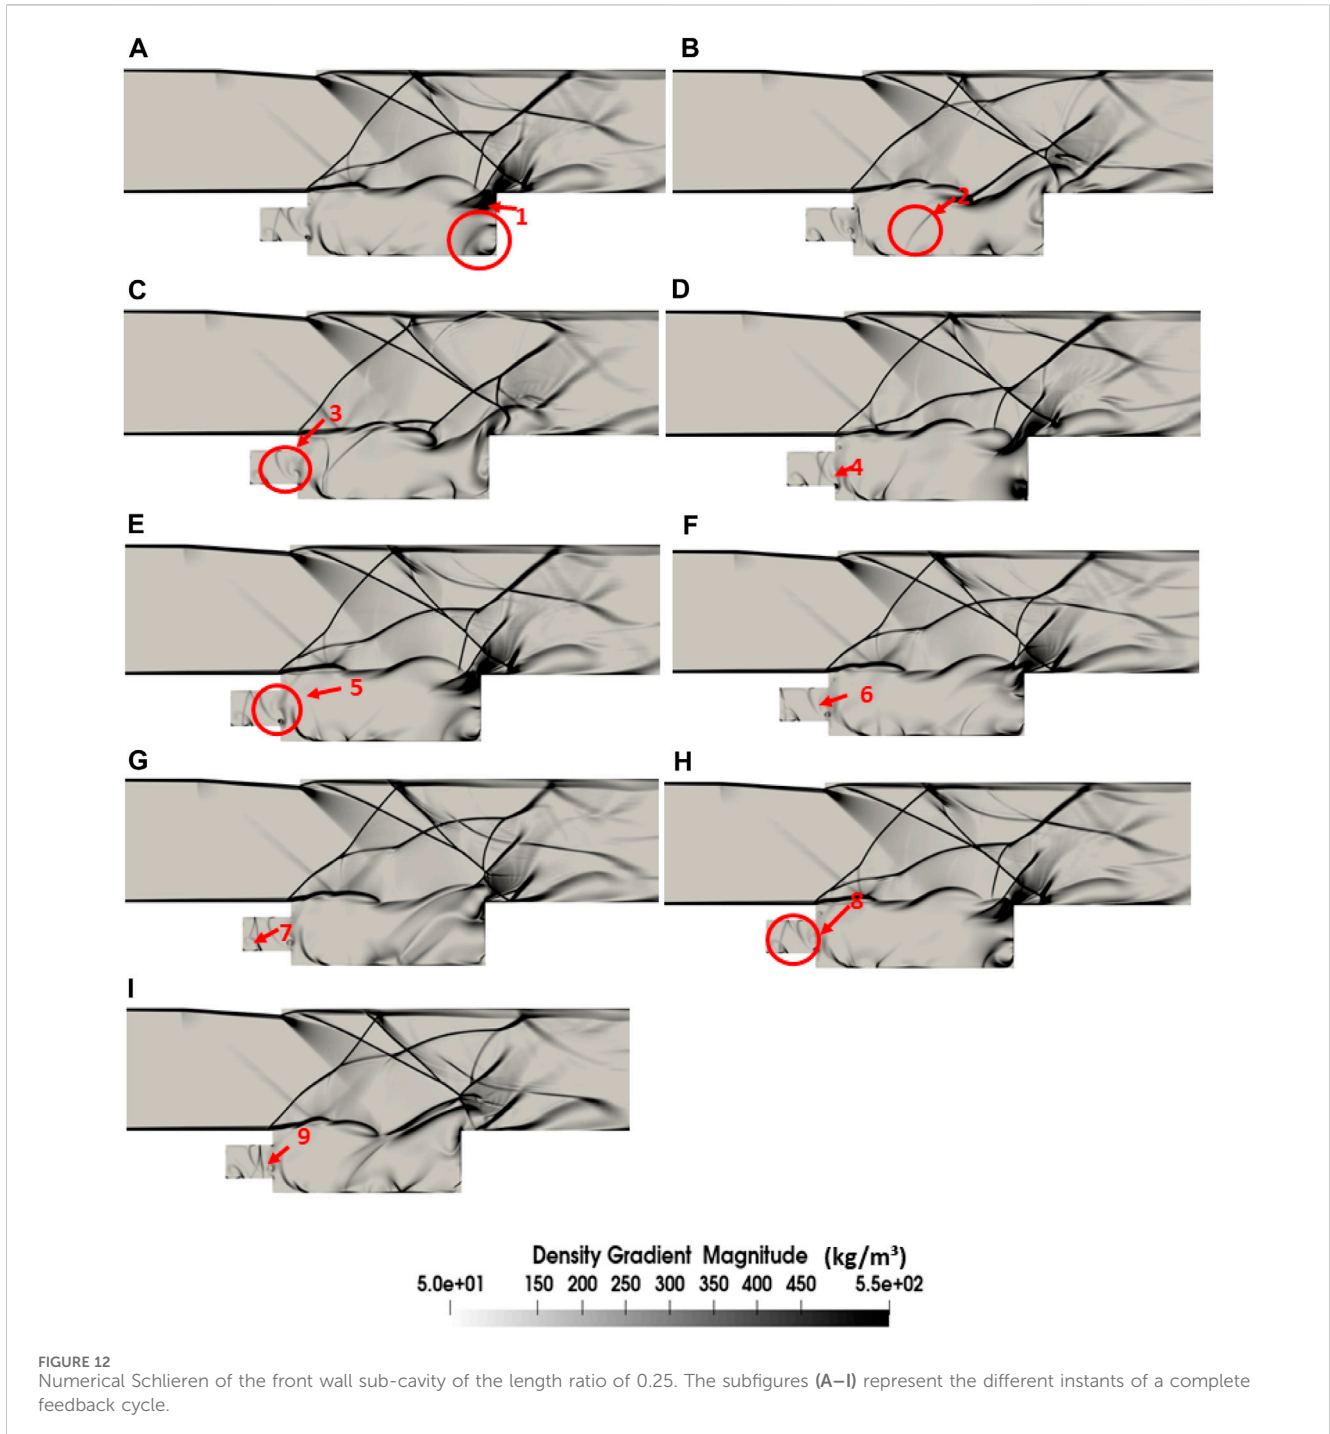 A
B
1
2
C
D
3
4
E
F
5
6
G
H
7
8
I
9
Density Gradient Magnitude (kg/m³)
5.0e+01 150 200 250 300 350 400 450 5.5e+02
FIGURE 12
Numerical Schlieren of the front wall sub-cavity of the length ratio of 0.25. The subfigures (A–I) represent the different instants of a complete
feedback cycle.